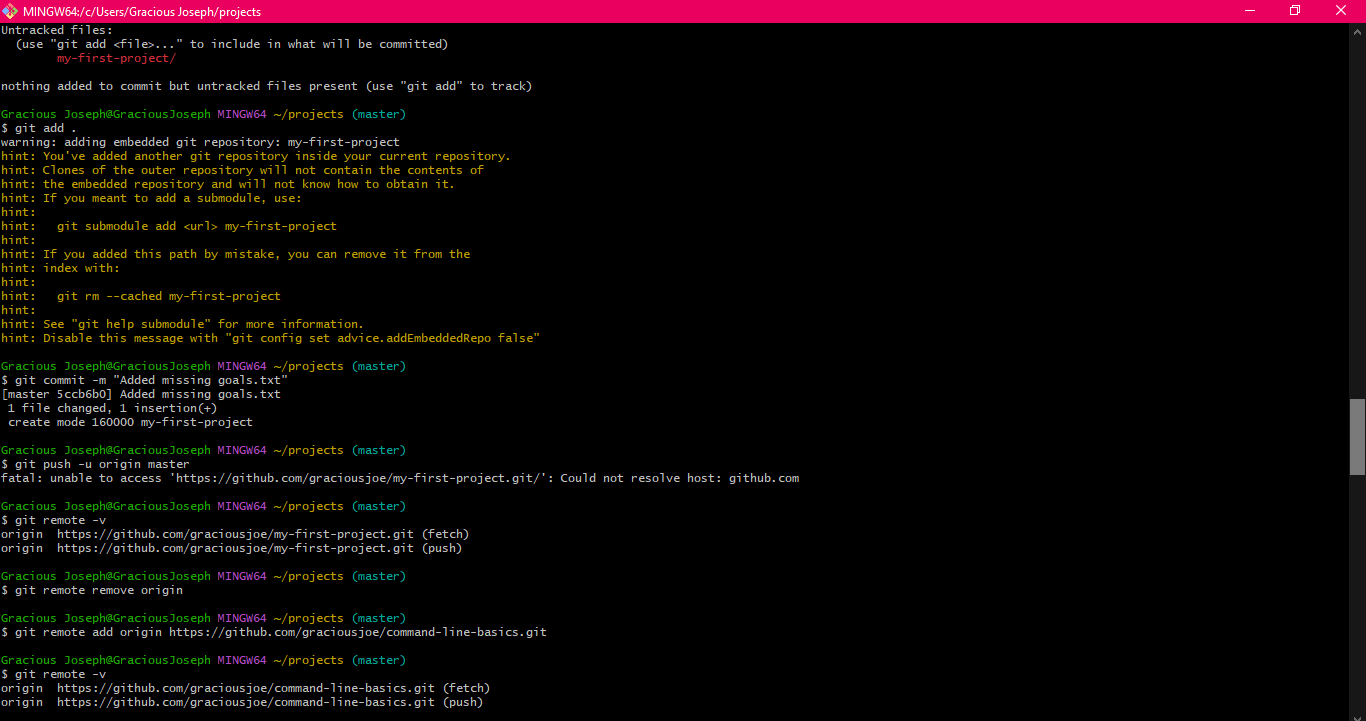 MINGW64:/c/Users/Gracious Joseph/projects
Untracked files:
  (use "git add <file>..." to include in what will be committed)
        my-first-project/

nothing added to commit but untracked files present (use "git add" to track)

Gracious Joseph@GraciousJoseph MINGW64 ~/projects (master)
$ git add .
warning: adding embedded git repository: my-first-project
hint: You've added another git repository inside your current repository.
hint: Clones of the outer repository will not contain the contents of
hint: the embedded repository and will not know how to obtain it.
hint: If you meant to add a submodule, use:
hint:
hint:   git submodule add <url> my-first-project
hint:
hint: If you added this path by mistake, you can remove it from the
hint: index with:
hint:
hint:   git rm --cached my-first-project
hint:
hint: See "git help submodule" for more information.
hint: Disable this message with "git config set advice.addEmbeddedRepo false"

Gracious Joseph@GraciousJoseph MINGW64 ~/projects (master)
$ git commit -m "Added missing goals.txt"
[master 5ccb6b0] Added missing goals.txt
 1 file changed, 1 insertion(+)
 create mode 160000 my-first-project

Gracious Joseph@GraciousJoseph MINGW64 ~/projects (master)
$ git push -u origin master
fatal: unable to access 'https://github.com/graciousjoe/my-first-project.git/': Could not resolve host: github.com

Gracious Joseph@GraciousJoseph MINGW64 ~/projects (master)
$ git remote -v
origin  https://github.com/graciousjoe/my-first-project.git (fetch)
origin  https://github.com/graciousjoe/my-first-project.git (push)

Gracious Joseph@GraciousJoseph MINGW64 ~/projects (master)
$ git remote remove origin

Gracious Joseph@GraciousJoseph MINGW64 ~/projects (master)
$ git remote add origin https://github.com/graciousjoe/command-line-basics.git

Gracious Joseph@GraciousJoseph MINGW64 ~/projects (master)
$ git remote -v
origin  https://github.com/graciousjoe/command-line-basics.git (fetch)
origin  https://github.com/graciousjoe/command-line-basics.git (push)